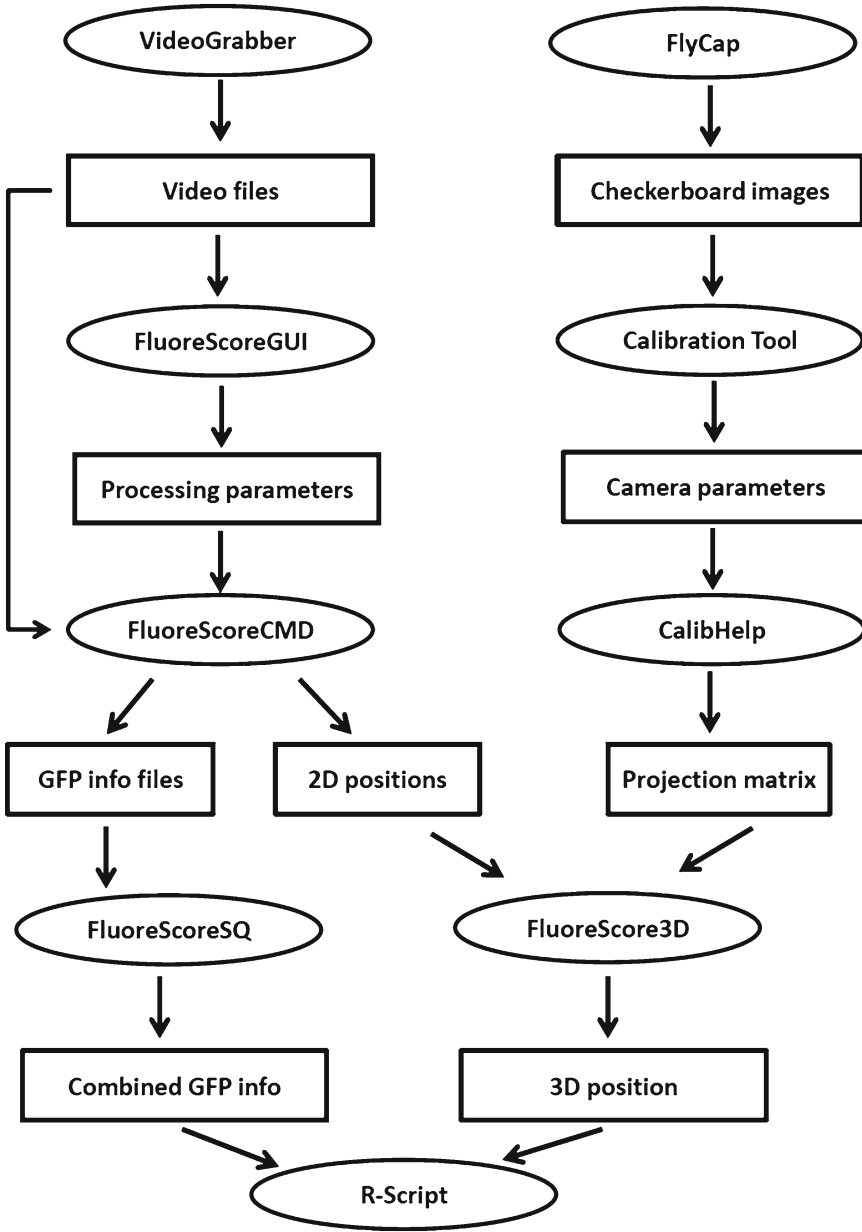 VideoGrabber
FlyCap
Video files
Checkerboard images
FluoreScoreGUI
Calibration Tool
Processing parameters
Camera parameters
FluoreScoreCMD
CalibHelp
GFP info files
2D positions
Projection matrix
FluoreScoreSQ
FluoreScore3D
Combined GFP info
3D position
R-Script